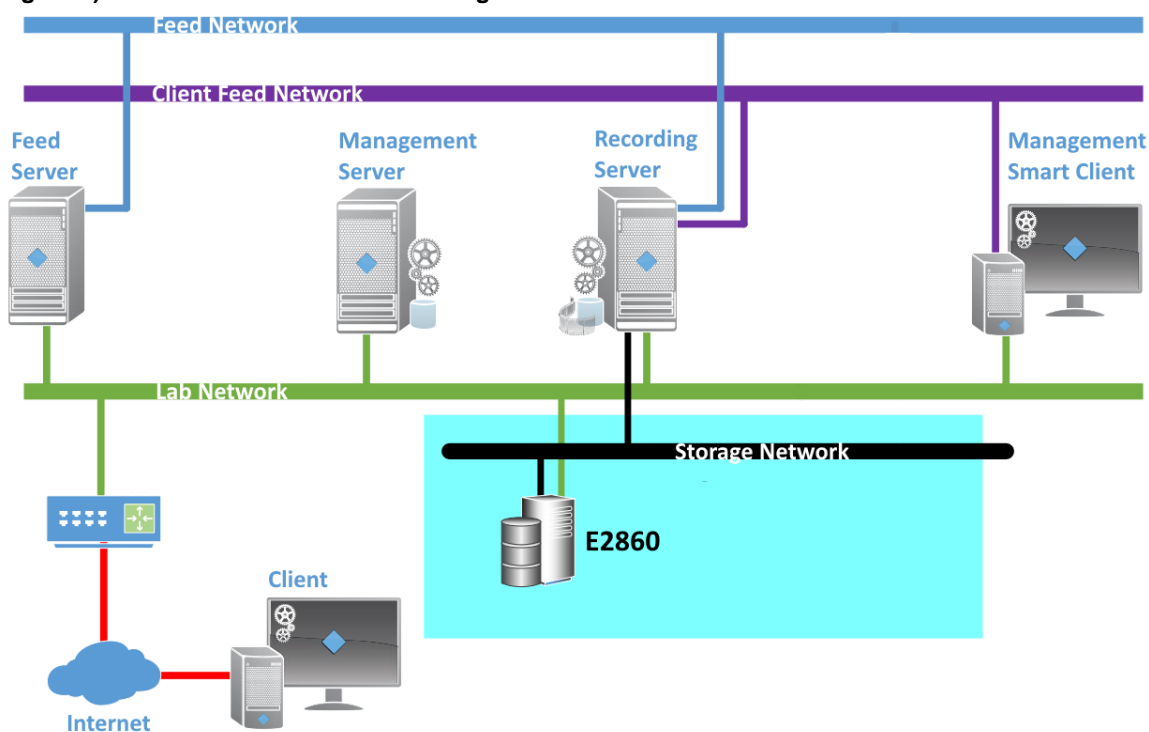 Feed Network
Client Feed Network
Feed
Server
Management
Server
Recording
Server
Management
Smart Client
Lab Network
Storage Network
E2860
Client
Internet